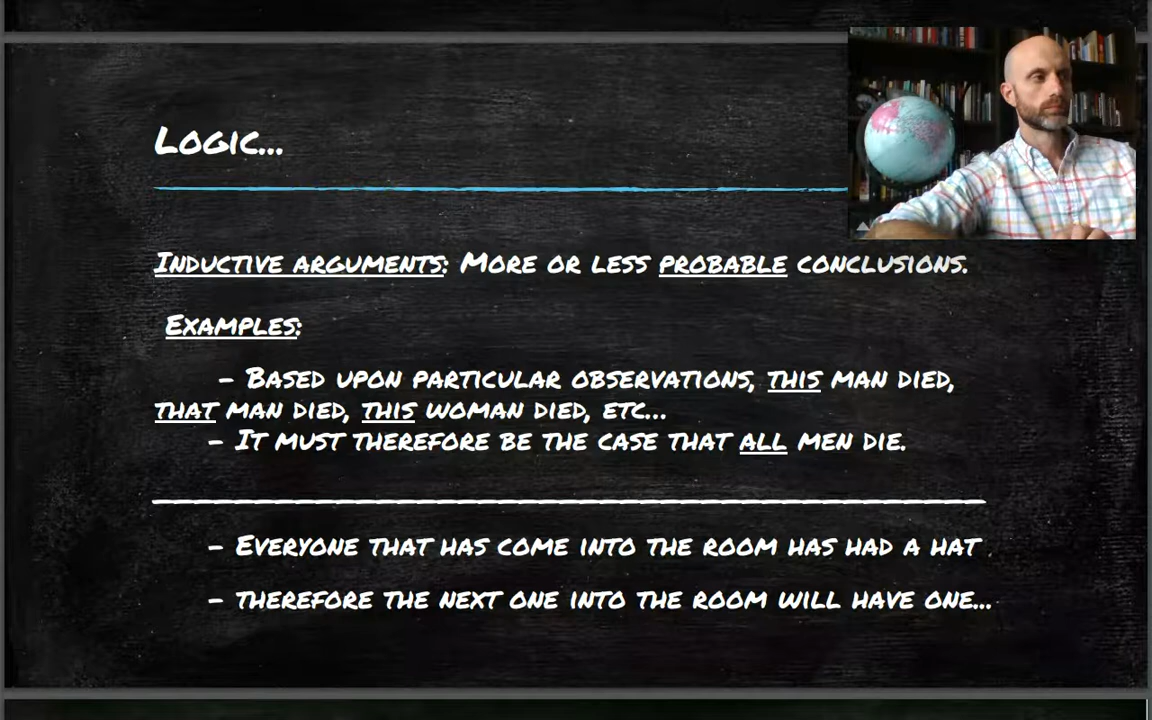 Logic...
Inductive arguments: More or less probable conclusions.
Examples:
- Based upon particular observations, this man died,
that man died, this woman died, etc...
- It must therefore be the case that all men die.
- Everyone that has come into the room has had a hat.
- therefore the next one into the room will have one...